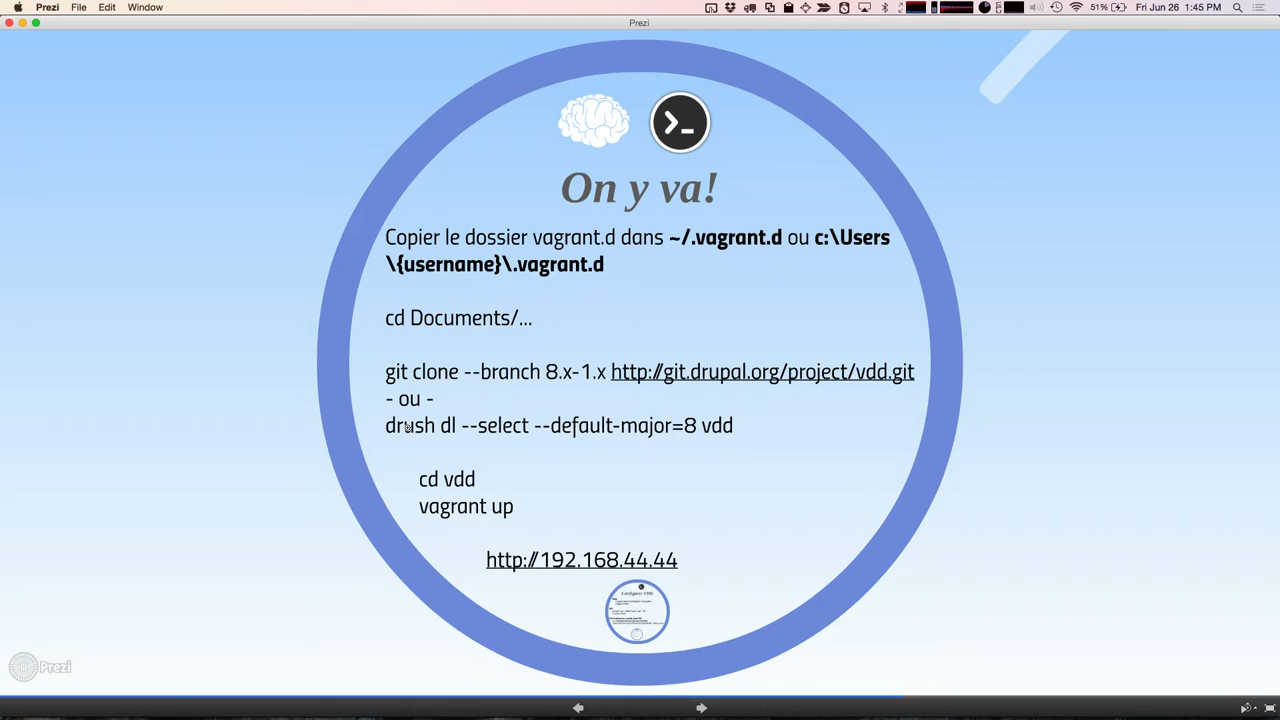 Prezi File Edit Window 51% Fri Jun 26 1:45 PM
Prezi
On y va!
Copier le dossier vagrant.d dans ~/.vagrant.d ou c:\Users
\{username}\.vagrant.d
cd Documents/...
git clone --branch 8.x-1.x http://git.drupal.org/project/vdd.git
- ou -
drush dl --select --default-major=8 vdd
cd vdd
vagrant up
http://192.168.44.44
Configurer VDD
Prezi